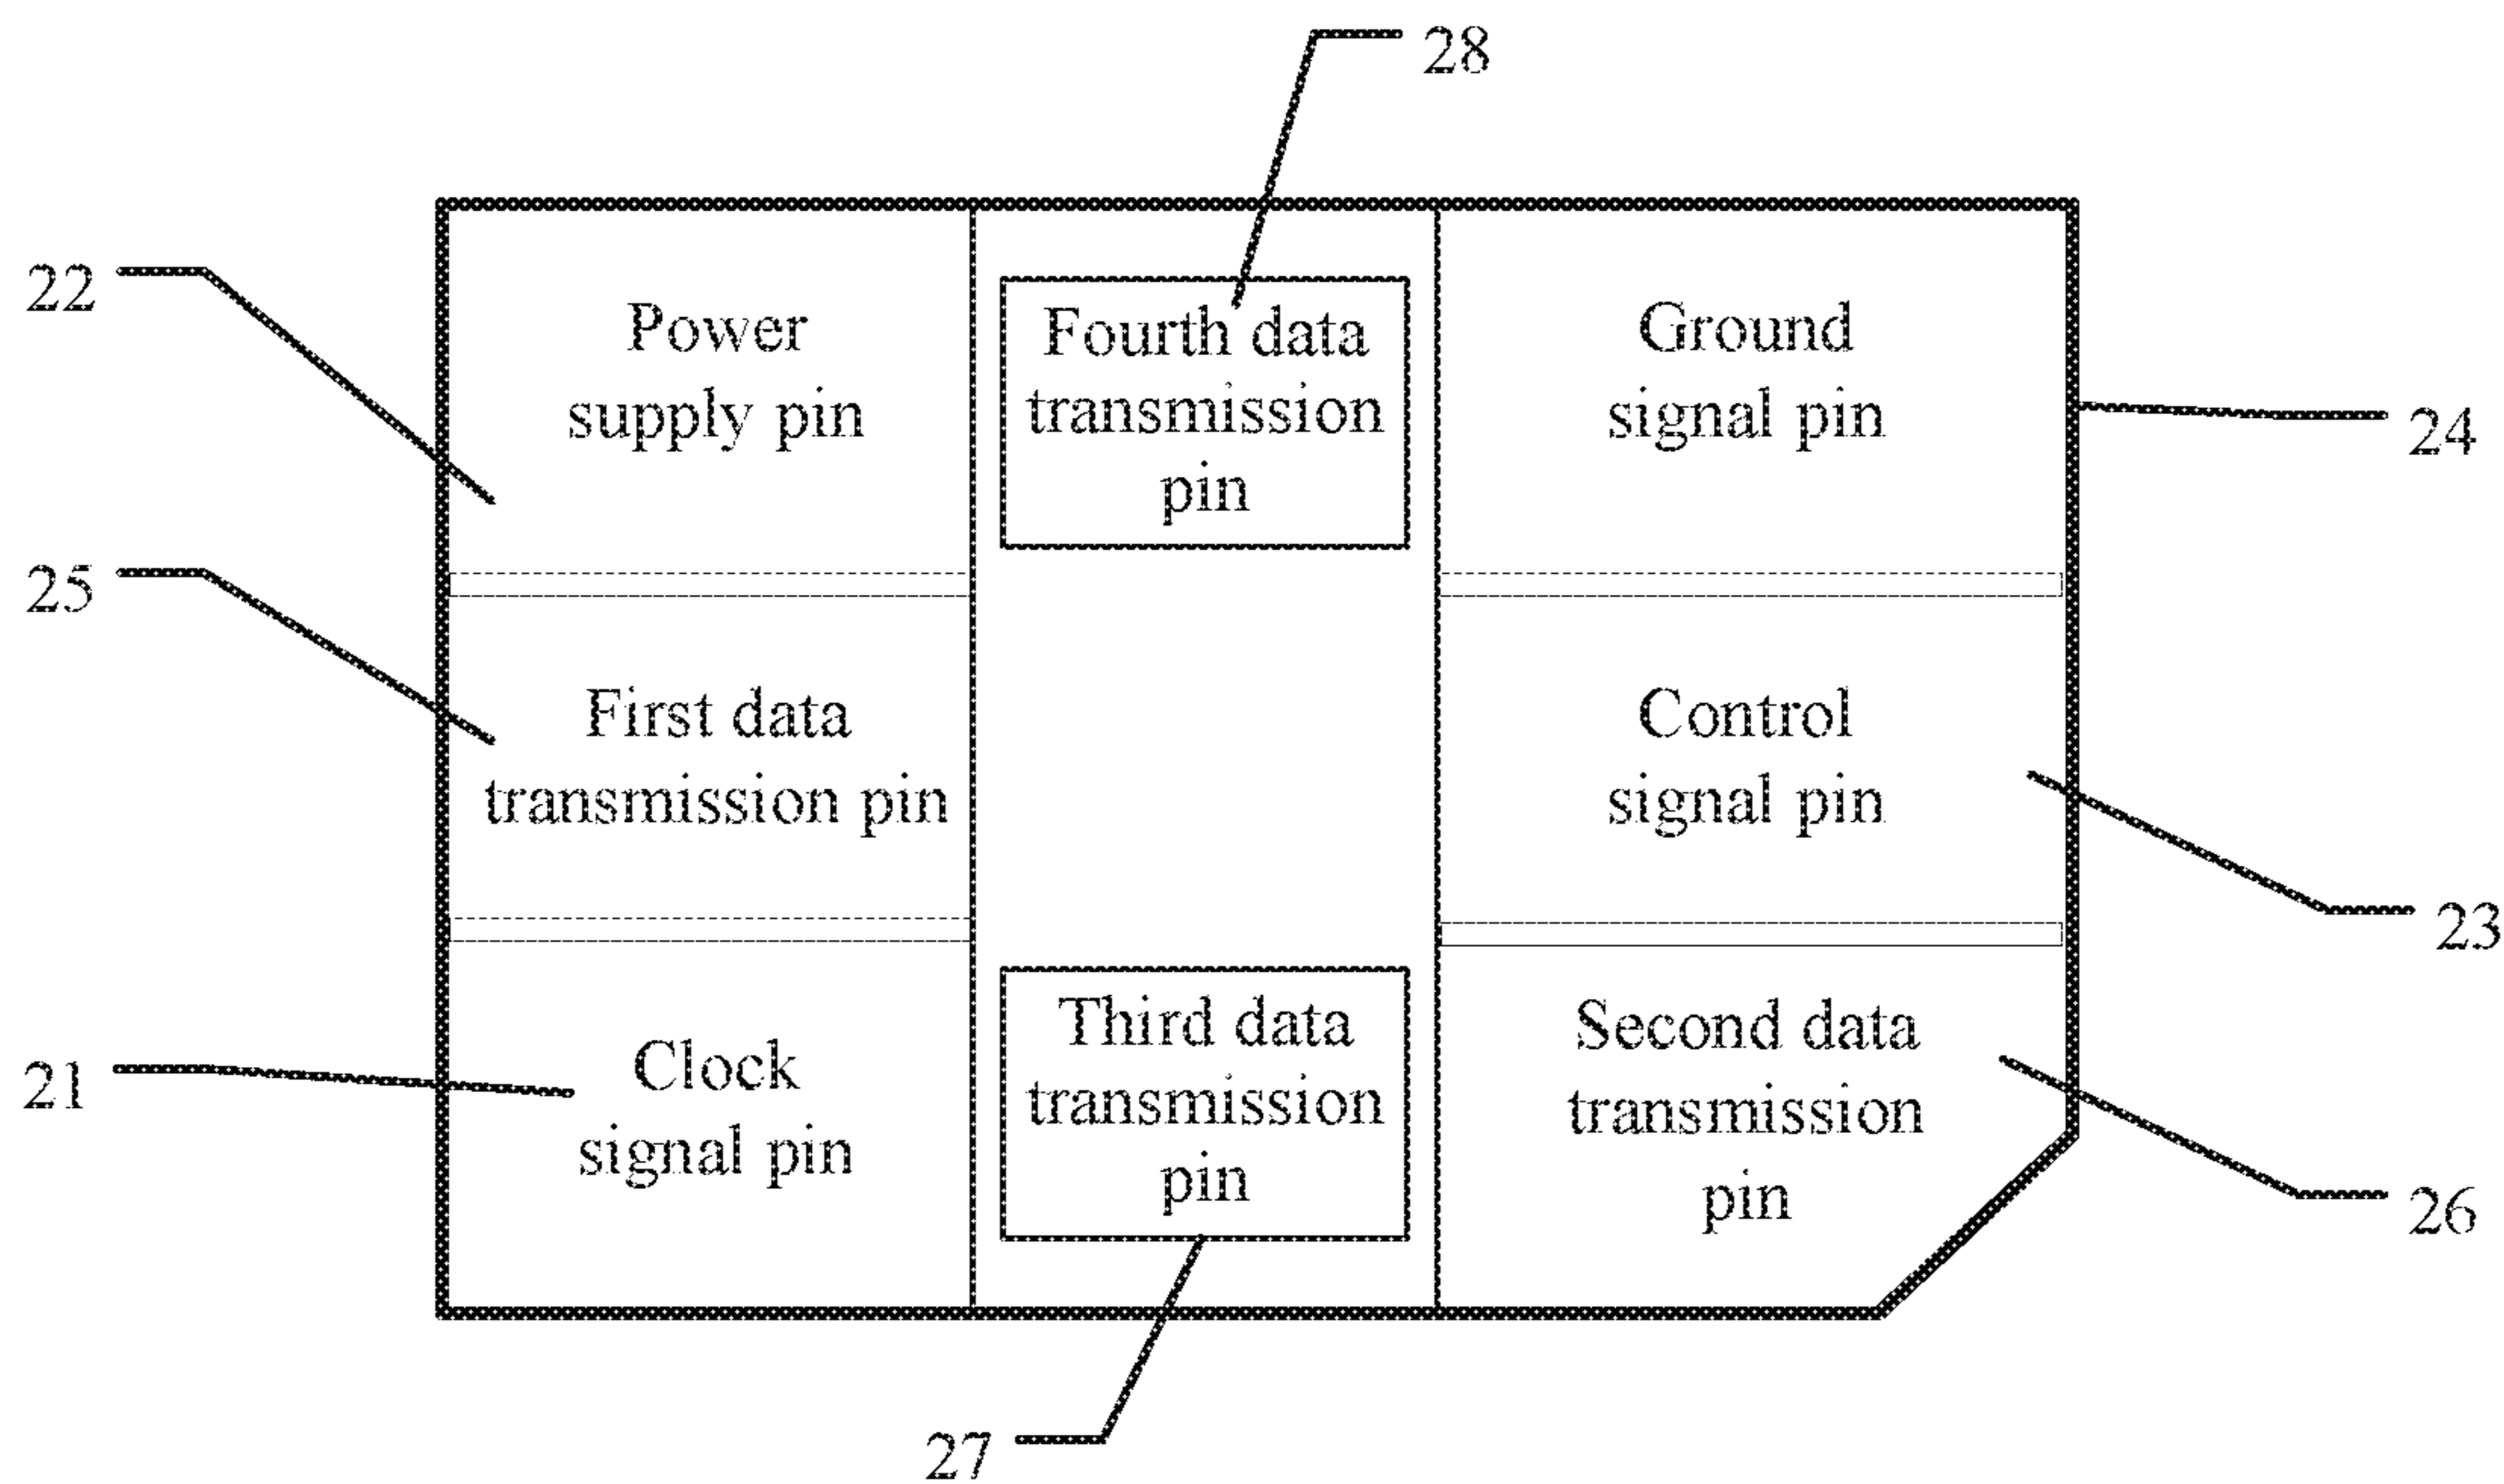 28
22
Power
supply pin
Fourth data
transmission
pin
Ground
signal pin
24
25
First data
transmission pin
Control
signal pin
23
21
Clock
signal pin
Third data
transmission
pin
Second data
transmission
pin
26
27